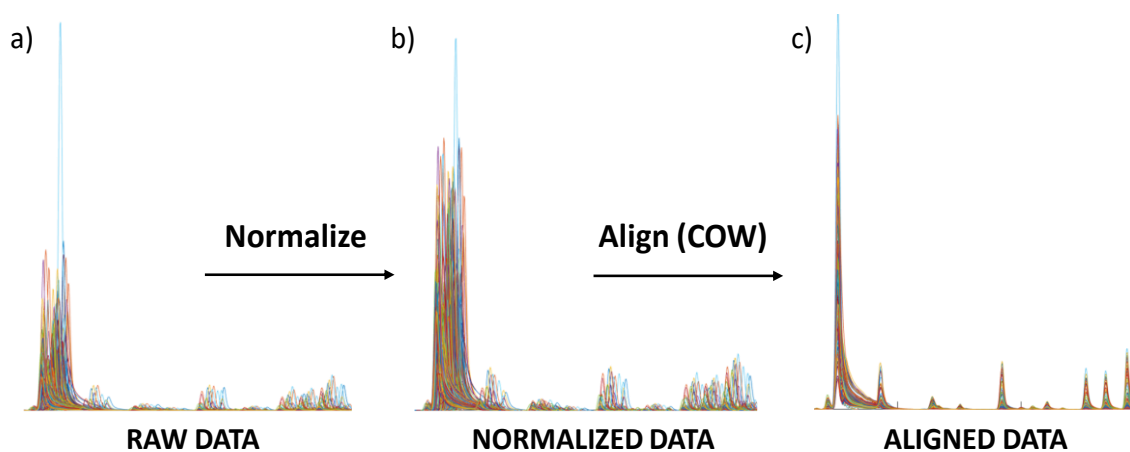 a)
b)
c)
Normalize
Align (COW)
RAW DATA
NORMALIZED DATA
ALIGNED DATA